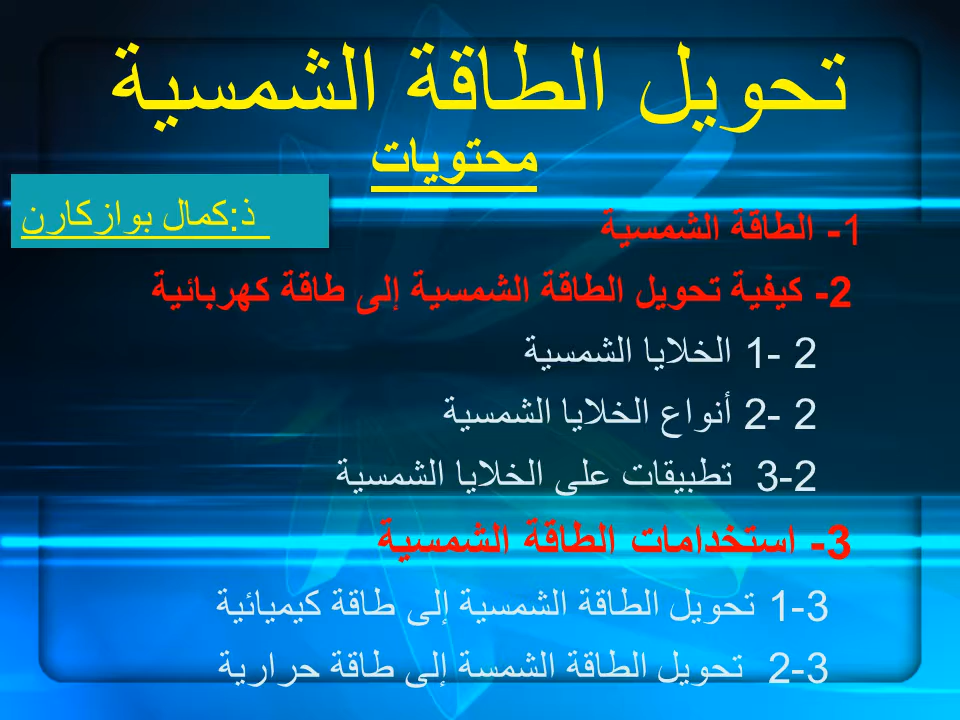 تحويل الطاقة الشمسية
محتويات
ذ:كمال بوازكارن
1- الطاقة الشمسية
2- كيفية تحويل الطاقة الشمسية إلى طاقة كهربائية
2 -1 الخلايا الشمسية
2 -2 أنواع الخلايا الشمسية
3-2 تطبيقات على الخلايا الشمسية
3- استخدامات الطاقة الشمسية
1-3 تحويل الطاقة الشمسية إلى طاقة كيميائية
2-3 تحويل الطاقة الشمسة إلى طاقة حرارية